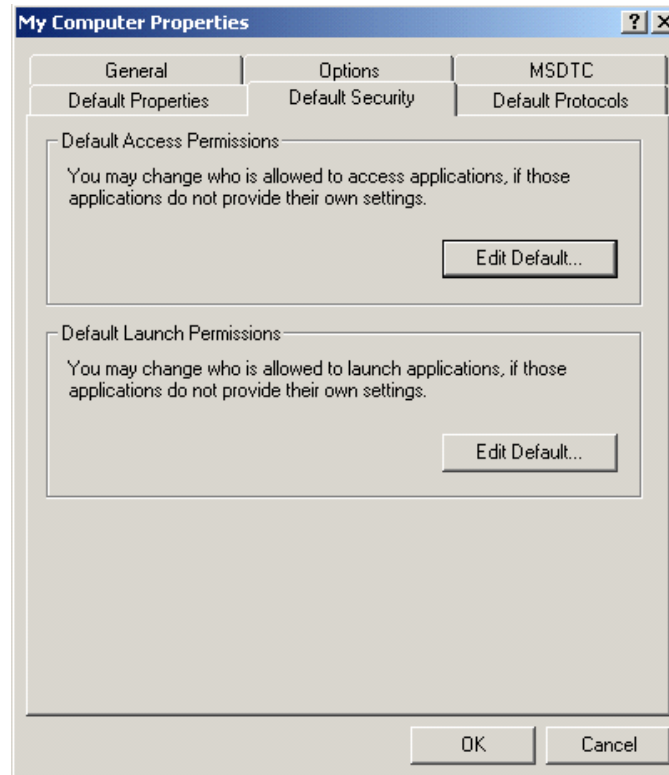 My Computer Properties
General Options MSDTC
Default Properties Default Security Default Protocols
Default Access Permissions
You may change who is allowed to access applications, if those
applications do not provide their own settings.
Edit Default...
Default Launch Permissions
You may change who is allowed to launch applications, if those
applications do not provide their own settings.
Edit Default...
OK Cancel